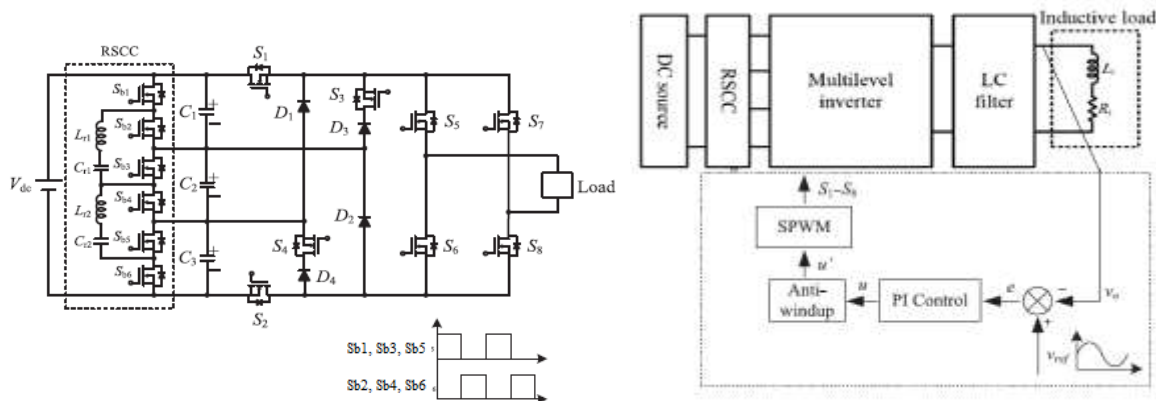 RSCC
S1
Sb1
Lr1
Sb2
Cr1
Sb3
Vdc
Lr2
Sb4
Cr2
Sb5
Sb6
C1
C2
C3
D1
S3
D3
D2
S4
D4
S2
S5
S7
S6
S8
Load
Sb1, Sb3, Sb5
Sb2, Sb4, Sb6
DC source
RSCC
Multilevel
inverter
LC
filter
Inductive load
S1–S8
SPWM
u'
Anti-
windup
u
PI Control
e
−
+
vo
vref